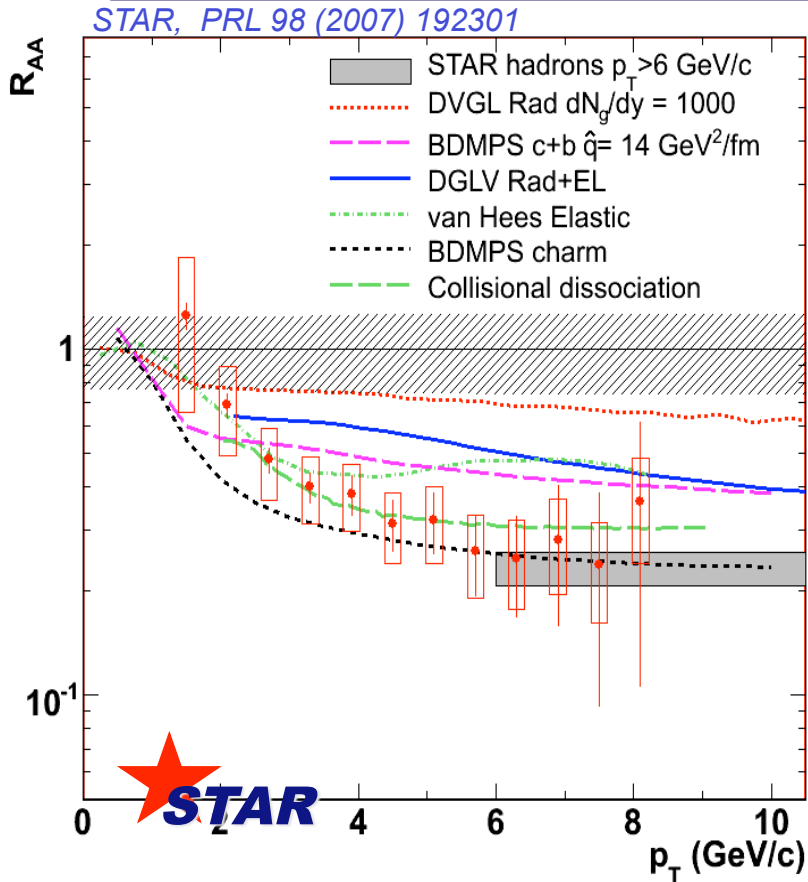 STAR, PRL 98 (2007) 192301
R_AA
STAR hadrons p_T>6 GeV/c
DVGL Rad dN_g/dy = 1000
BDMPS c+b q̂= 14 GeV²/fm
DGLV Rad+EL
van Hees Elastic
BDMPS charm
Collisional dissociation
1
10⁻¹
STAR
0 2 4 6 8 10
p_T (GeV/c)